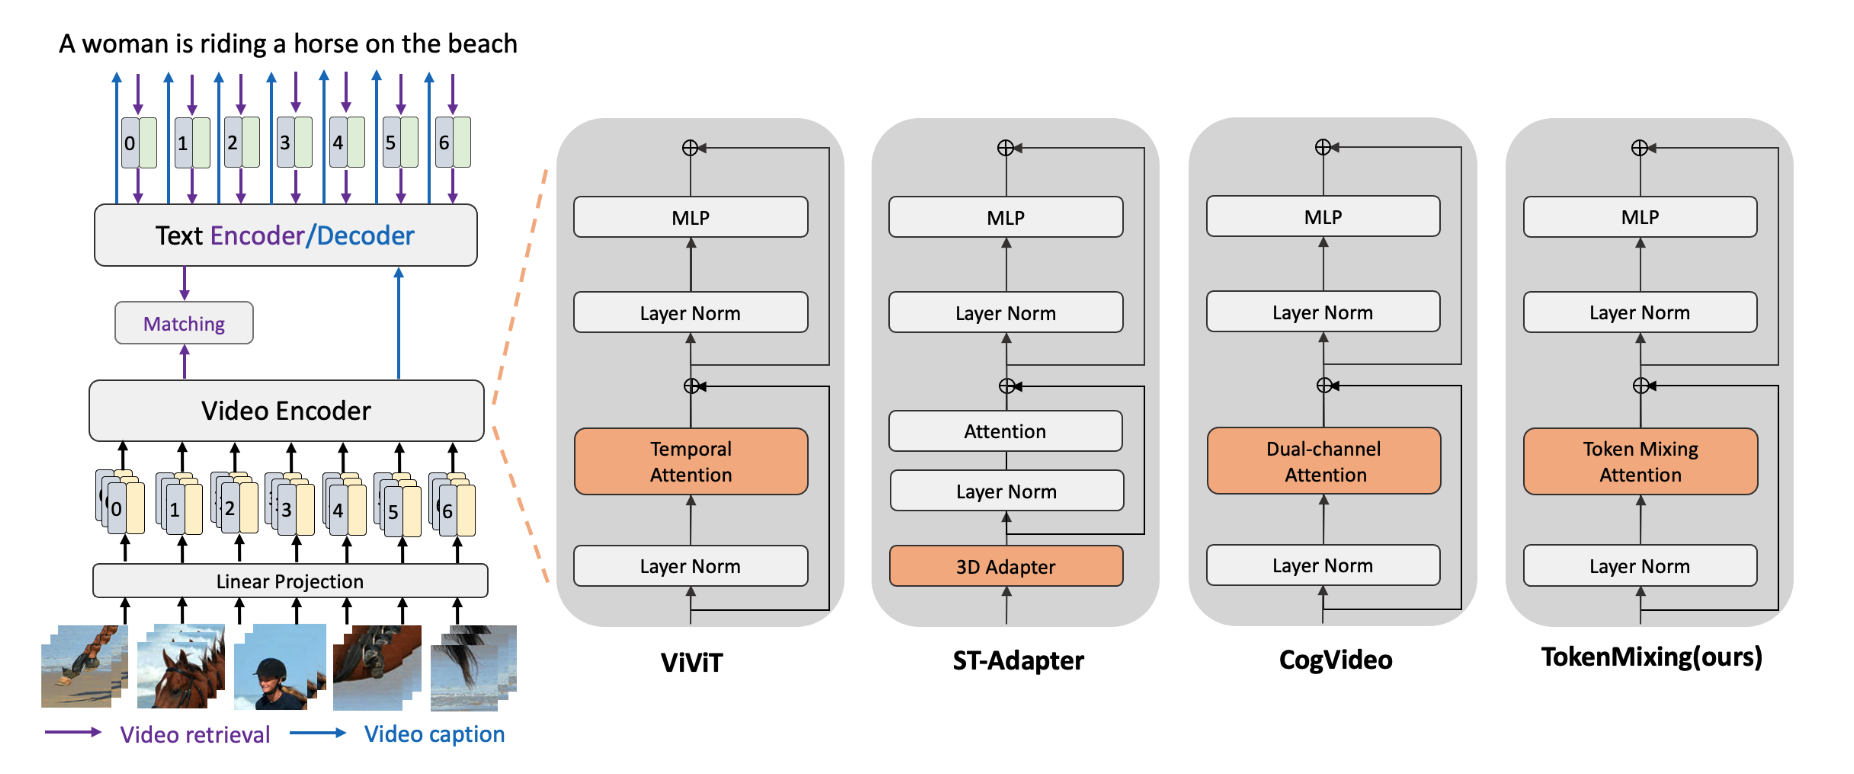 A woman is riding a horse on the beach
0 1 2 3 4 5 6
Text Encoder/Decoder
Matching
Video Encoder
0 1 2 3 4 5 6
Linear Projection
Video retrieval
Video caption
MLP
Layer Norm
Temporal
Attention
Layer Norm
ViViT
MLP
Layer Norm
Attention
Layer Norm
3D Adapter
ST-Adapter
MLP
Layer Norm
Dual-channel
Attention
Layer Norm
CogVideo
MLP
Layer Norm
Token Mixing
Attention
Layer Norm
TokenMixing(ours)